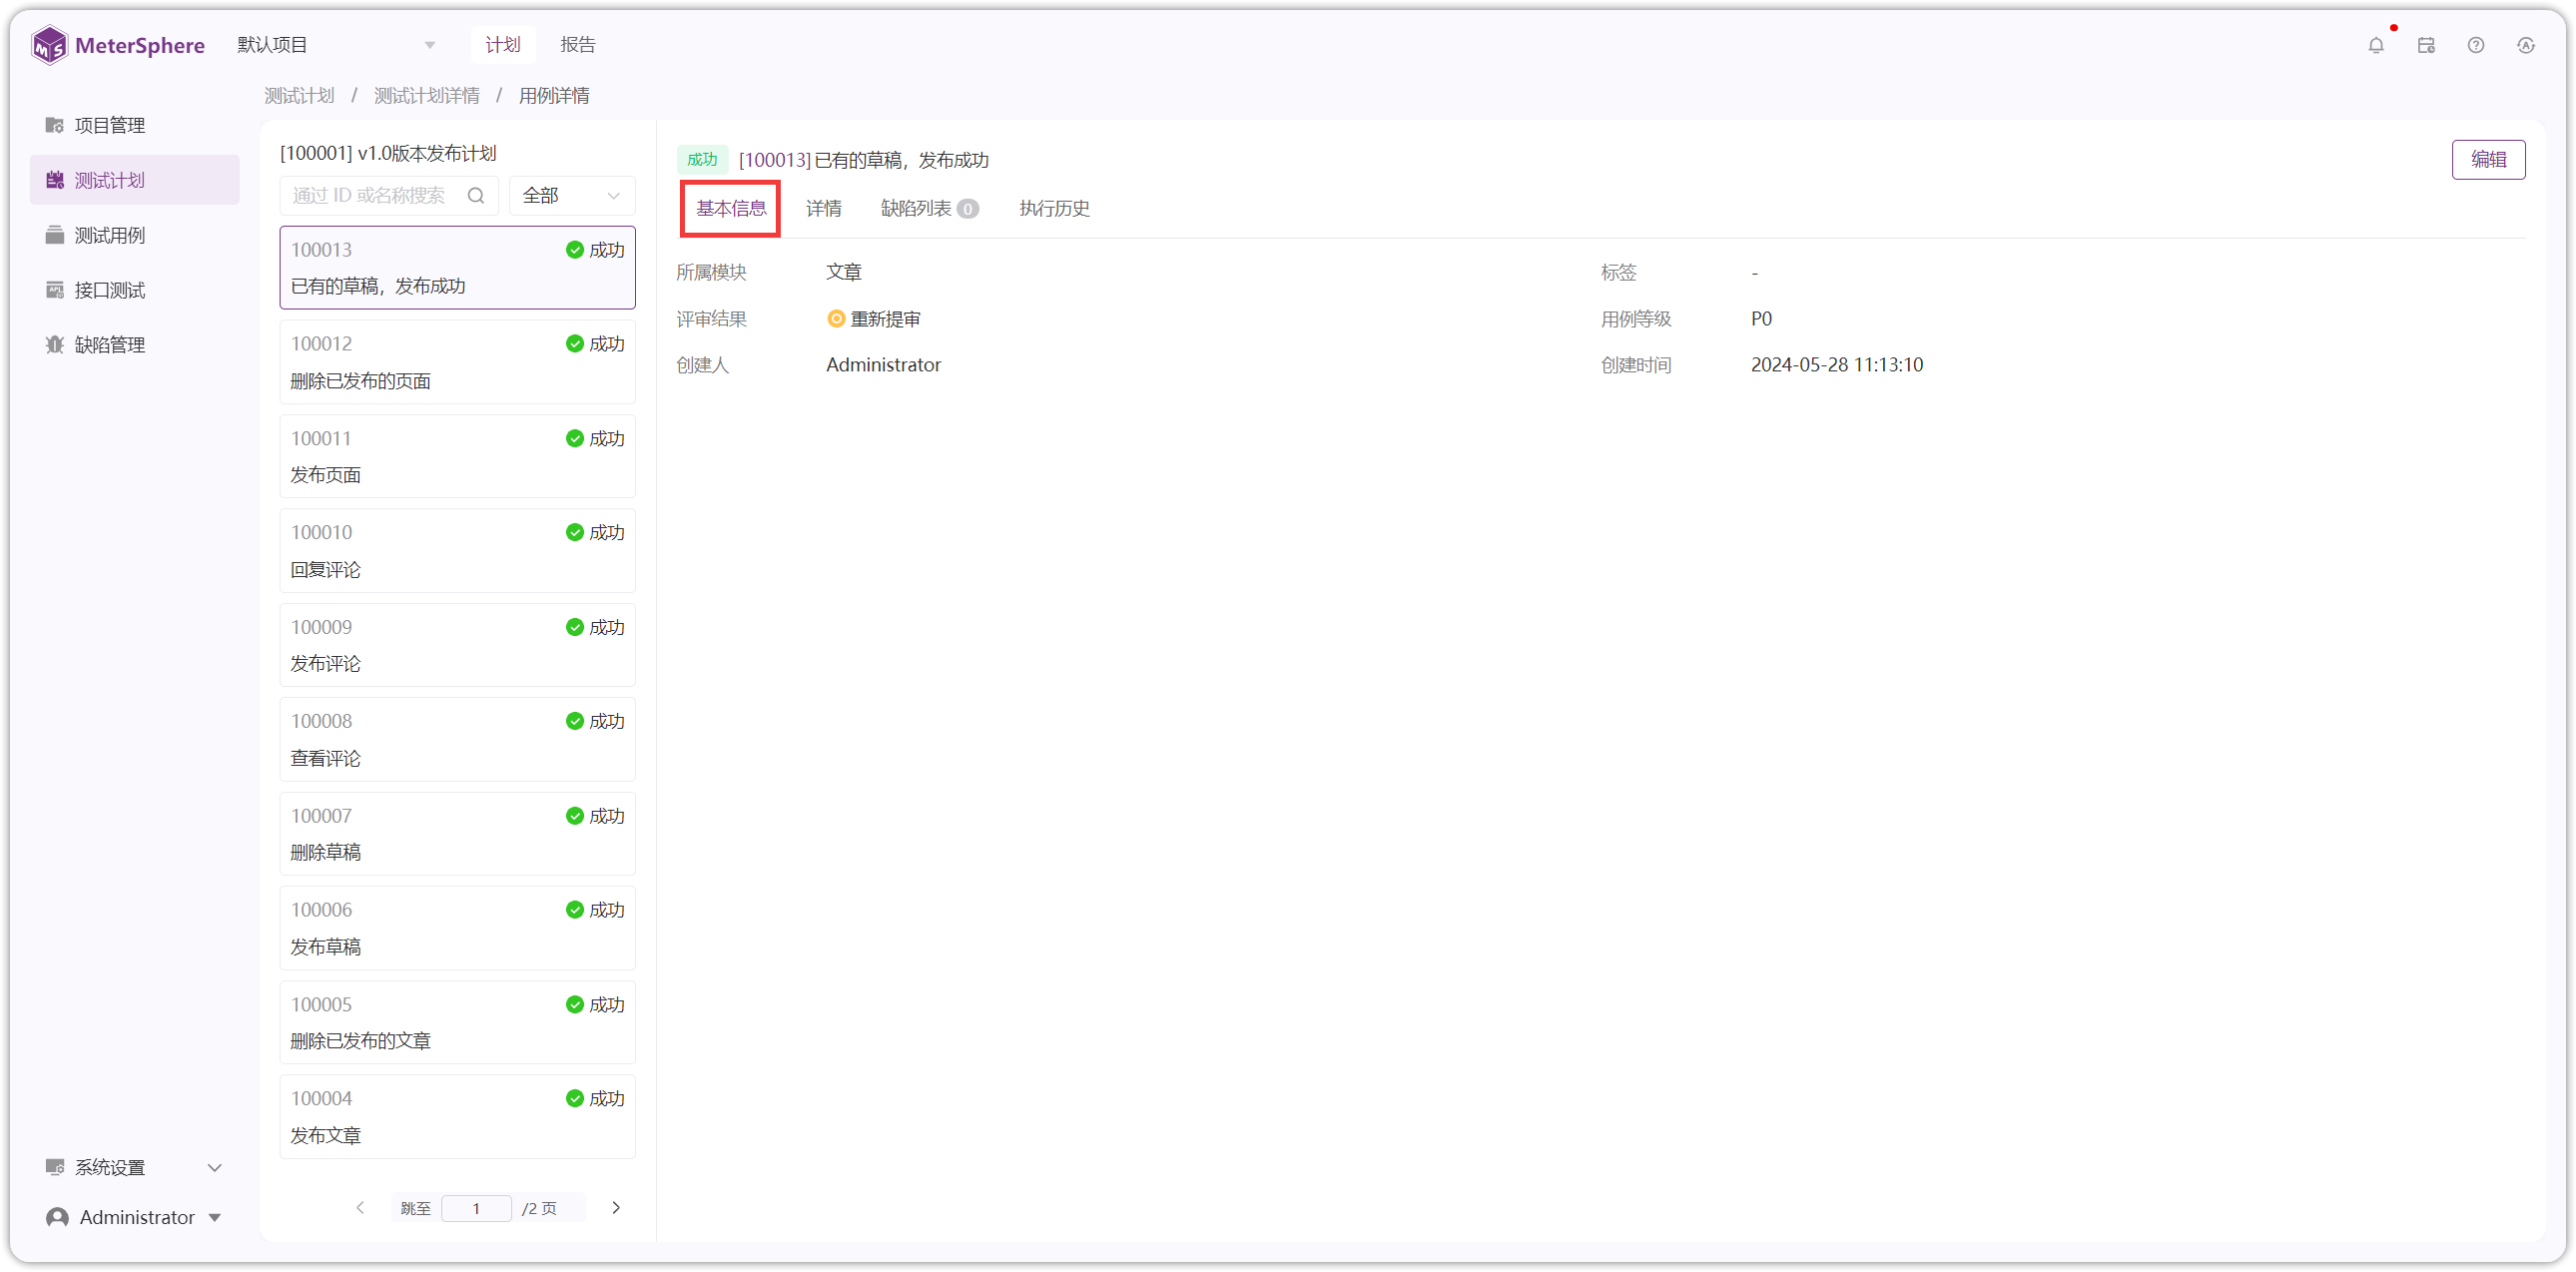 MeterSphere
默认项目
计划
报告
项目管理
测试计划
测试用例
接口测试
缺陷管理
系统设置
Administrator
测试计划 / 测试计划详情 / 用例详情
[100001] v1.0版本发布计划
通过 ID 或名称搜索
全部
100013 成功
已有的草稿，发布成功
100012 成功
删除已发布的页面
100011 成功
发布页面
100010 成功
回复评论
100009 成功
发布评论
100008 成功
查看评论
100007 成功
删除草稿
100006 成功
发布草稿
100005 成功
删除已发布的文章
100004 成功
发布文章
跳至 1 /2 页
成功 [100013] 已有的草稿，发布成功
编辑
基本信息 详情 缺陷列表 0 执行历史
所属模块 文章 标签 -
评审结果 重新提审 用例等级 P0
创建人 Administrator 创建时间 2024-05-28 11:13:10